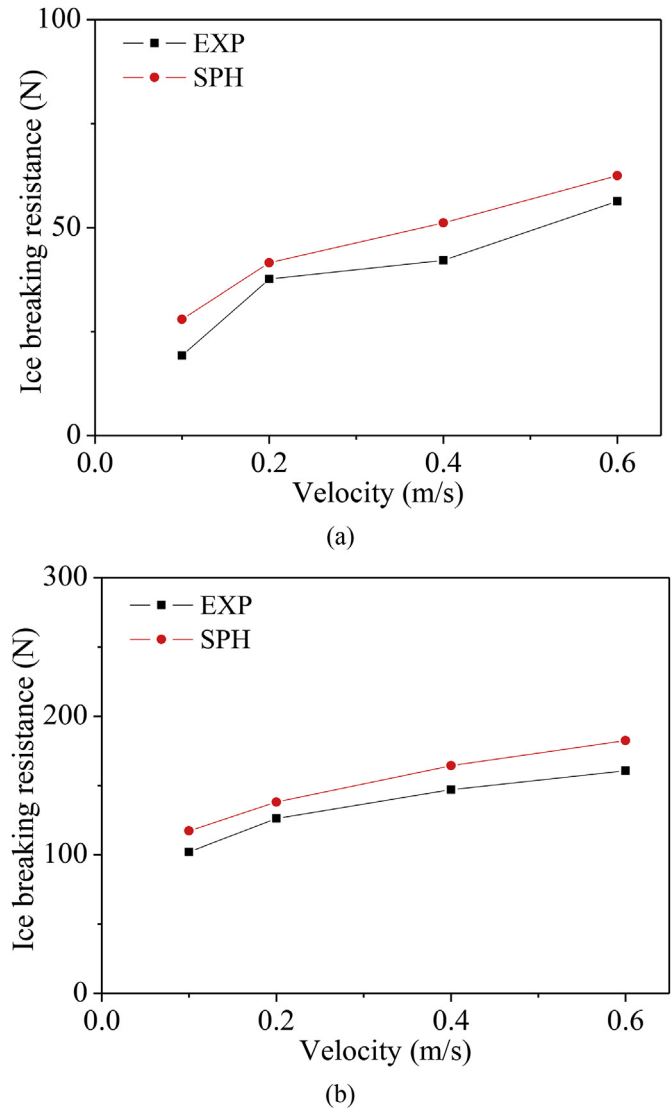 100
EXP
SPH
Ice breaking resistance (N)
50
0
0.0 0.2 0.4 0.6
Velocity (m/s)
(a)
300
EXP
SPH
Ice breaking resistance (N)
200
100
0
0.0 0.2 0.4 0.6
Velocity (m/s)
(b)